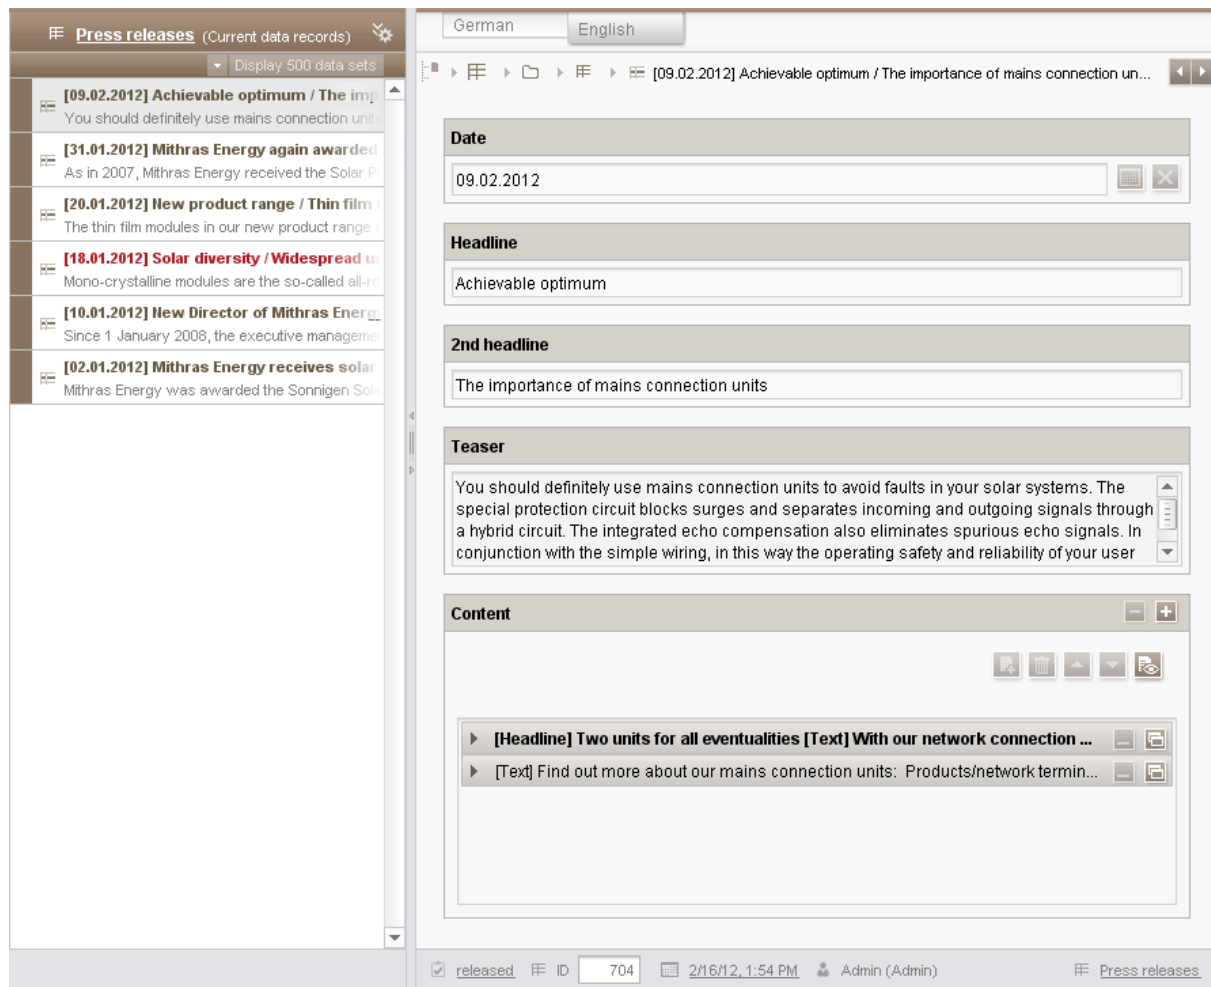 Press releases (Current data records)
Display 500 data sets
[09.02.2012] Achievable optimum / The imp
You should definitely use mains connection unit
[31.01.2012] Mithras Energy again awarded
As in 2007, Mithras Energy received the Solar P
[20.01.2012] New product range / Thin film
The thin film modules in our new product range
[18.01.2012] Solar diversity / Widespread u
Mono-crystalline modules are the so-called all-ro
[10.01.2012] New Director of Mithras Energ
Since 1 January 2008, the executive manageme
[02.01.2012] Mithras Energy receives solar
Mithras Energy was awarded the Sonnigen Sol
German
English
[09.02.2012] Achievable optimum / The importance of mains connection un...
Date
09.02.2012
Headline
Achievable optimum
2nd headline
The importance of mains connection units
Teaser
You should definitely use mains connection units to avoid faults in your solar systems. The
special protection circuit blocks surges and separates incoming and outgoing signals through
a hybrid circuit. The integrated echo compensation also eliminates spurious echo signals. In
conjunction with the simple wiring, in this way the operating safety and reliability of your user
Content
[Headline] Two units for all eventualities [Text] With our network connection ...
[Text] Find out more about our mains connection units:  Products/network termin...
released ID 704 2/16/12, 1:54 PM Admin (Admin) Press releases